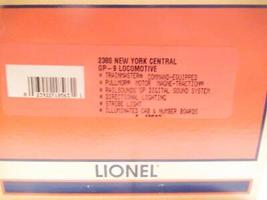 2380 NEW YORK CENTRAL
GP-9 LOCOMOTIVE
* TRAINMASTER COMMAND-EQUIPPED
* PULLMOR MOTOR MAGNE-TRACTION
* RAILSOUNDS GP DIGITAL SOUND SYSTEM
* DIRECTIONAL LIGHTING
* STROBE LIGHT
* ILLUMINATED CAB & NUMBER BOARDS
LIONEL